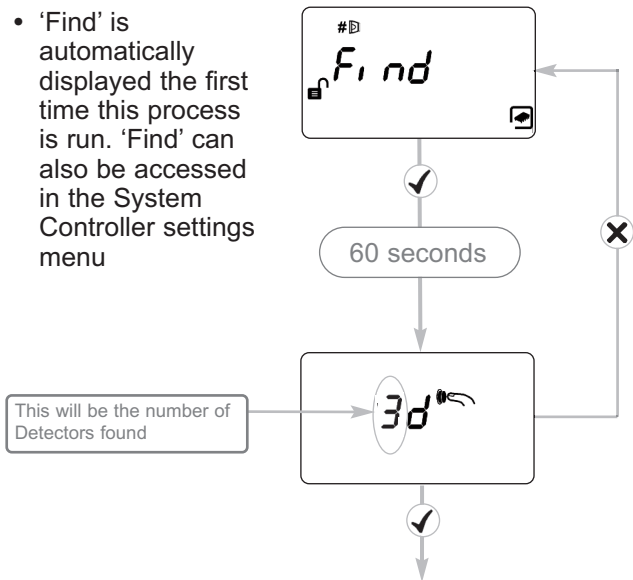 • 'Find' is
automatically
displayed the first
time this process
is run. 'Find' can
also be accessed
in the System
Controller settings
menu
#
Find
60 seconds
This will be the number of
Detectors found
3d